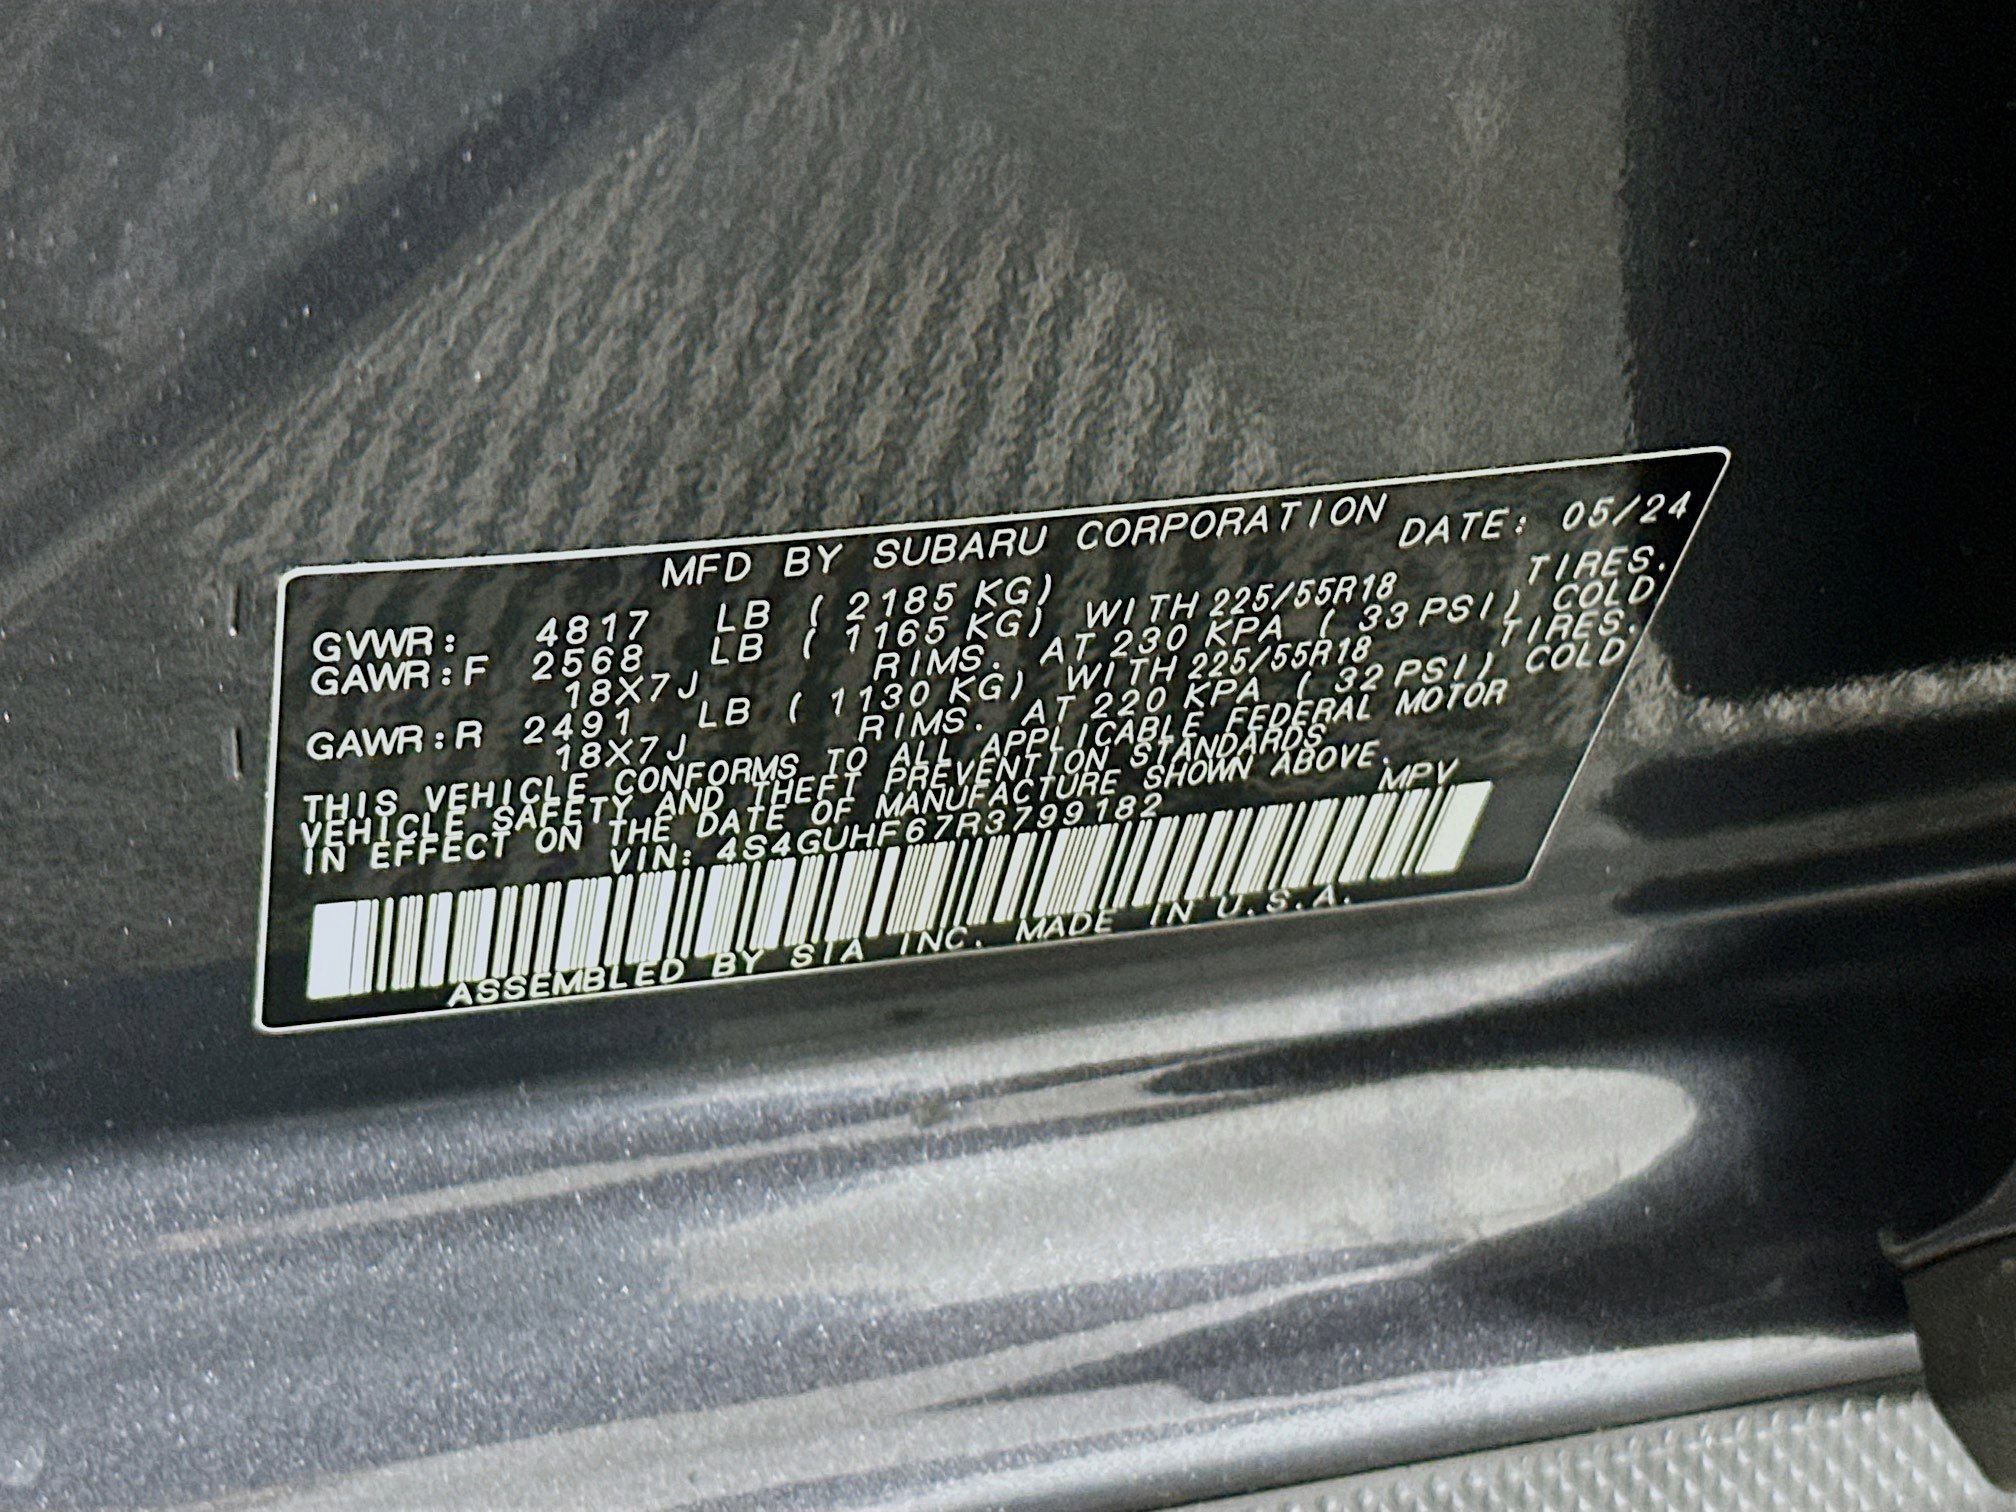 MFD BY SUBARU CORPORATION DATE: 05/24
GVWR: 4817 LB ( 2185 KG)
GAWR:F 2568 LB ( 1165 KG) WITH 225/55R18 TIRES.
18X7J RIMS. AT 230 KPA ( 33 PSI) COLD
GAWR:R 2491 LB ( 1130 KG) WITH 225/55R18 TIRES.
18X7J RIMS. AT 220 KPA ( 32 PSI) COLD
THIS VEHICLE CONFORMS TO ALL APPLICABLE FEDERAL MOTOR
VEHICLE SAFETY AND THEFT PREVENTION STANDARDS
IN EFFECT ON THE DATE OF MANUFACTURE SHOWN ABOVE.
VIN: 4S4GUHF67R3799182 MPV
ASSEMBLED BY SIA INC. MADE IN U.S.A.